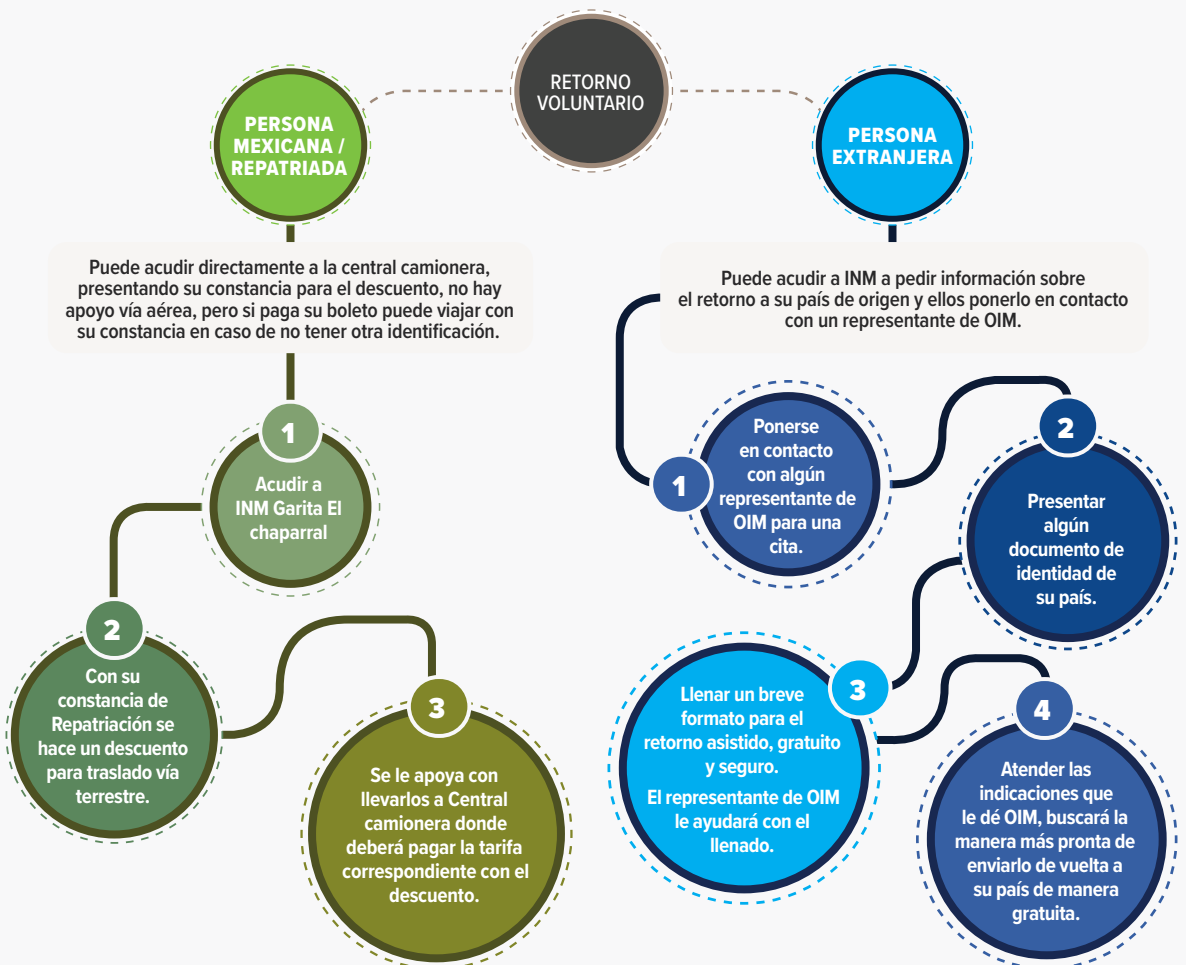 RETORNO
VOLUNTARIO
PERSONA
MEXICANA /
REPATRIADA
Puede acudir directamente a la central camionera,
presentando su constancia para el descuento, no hay
apoyo vía aérea, pero si paga su boleto puede viajar con
su constancia en caso de no tener otra identificación.
1
Acudir a
INM Garita El
chaparral
2
Con su
constancia de
Repatriación se
hace un descuento
para traslado vía
terrestre.
3
Se le apoya con
llevarlos a Central
camionera donde
deberá pagar la tarifa
correspondiente con el
descuento.
PERSONA
EXTRANJERA
Puede acudir a INM a pedir información sobre
el retorno a su país de origen y ellos ponerlo en contacto
con un representante de OIM.
1
Ponerse
en contacto
con algún
representante de
OIM para una
cita.
2
Presentar
algún
documento de
identidad de
su país.
3
Llenar un breve
formato para el
retorno asistido, gratuito
y seguro.
El representante de OIM
le ayudará con el
llenado.
4
Atender las
indicaciones que
le dé OIM, buscará la
manera más pronta de
enviarlo de vuelta a
su país de manera
gratuita.